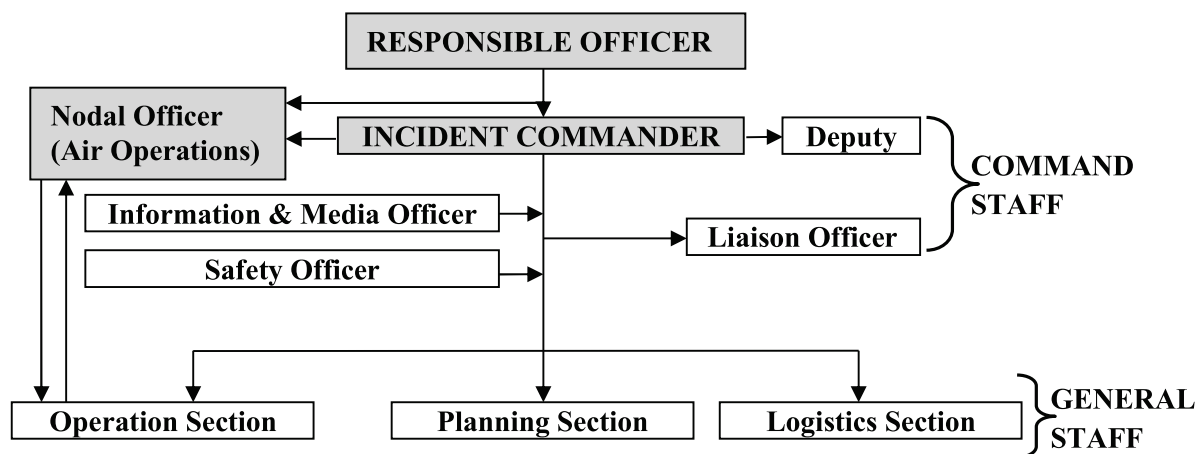 RESPONSIBLE OFFICER
Nodal Officer
(Air Operations)
INCIDENT COMMANDER
Deputy
COMMAND
STAFF
Information & Media Officer
Liaison Officer
Safety Officer
Operation Section
Planning Section
Logistics Section
GENERAL
STAFF